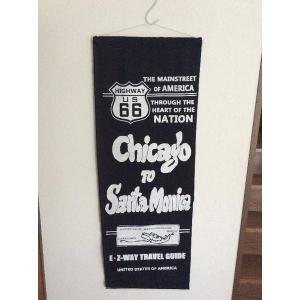 THE MAINSTREET
OF AMERICA
HIGHWAY
US
66
THROUGH THE
HEART OF THE
NATION
Chicago
TO
Santa Monica
E-Z-WAY TRAVEL GUIDE
UNITED STATES OF AMERICA